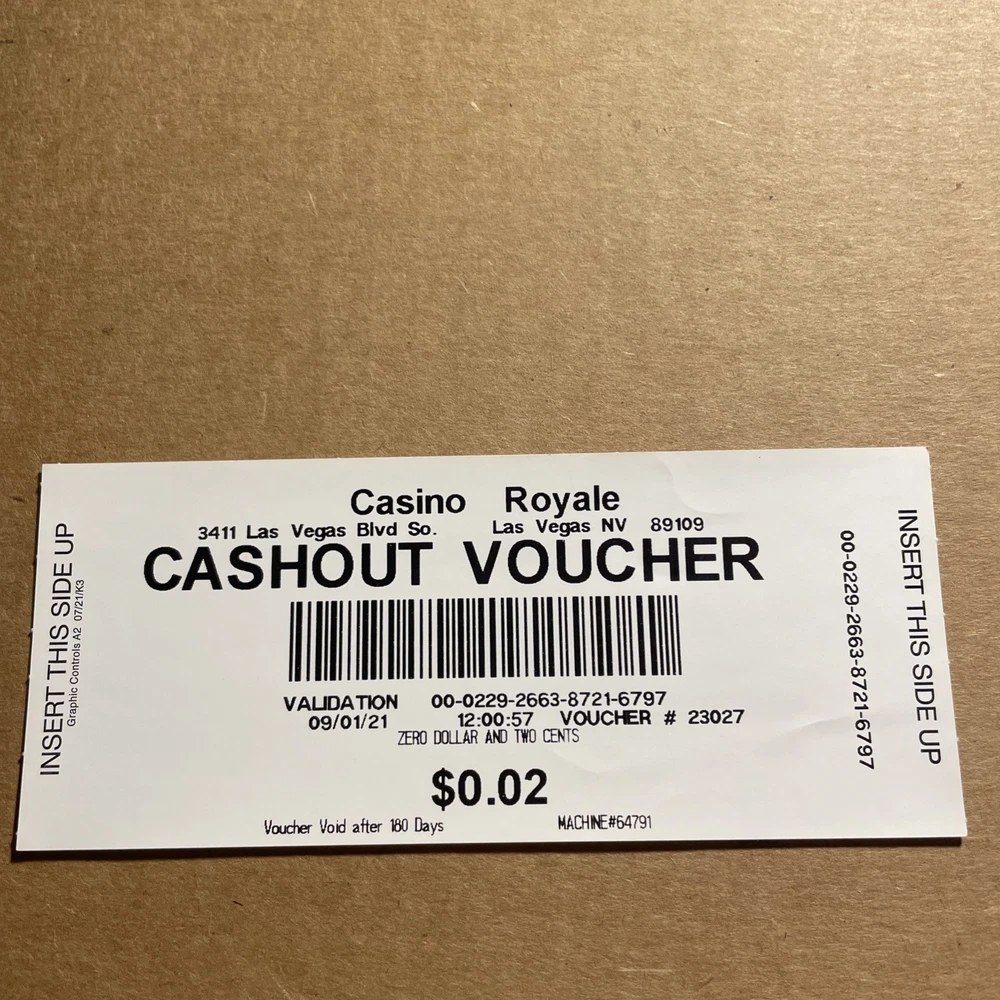 Casino Royale
3411 Las Vegas Blvd So. Las Vegas NV 89109
CASHOUT VOUCHER
VALIDATION 00-0229-2663-8721-6797
09/01/21 12:00:57 VOUCHER # 23027
ZERO DOLLAR AND TWO CENTS
$0.02
Voucher Void after 180 Days MACHINE#64791
INSERT THIS SIDE UP
Graphic Controls A2 07/21/K3
00-0229-2663-8721-6797
INSERT THIS SIDE UP